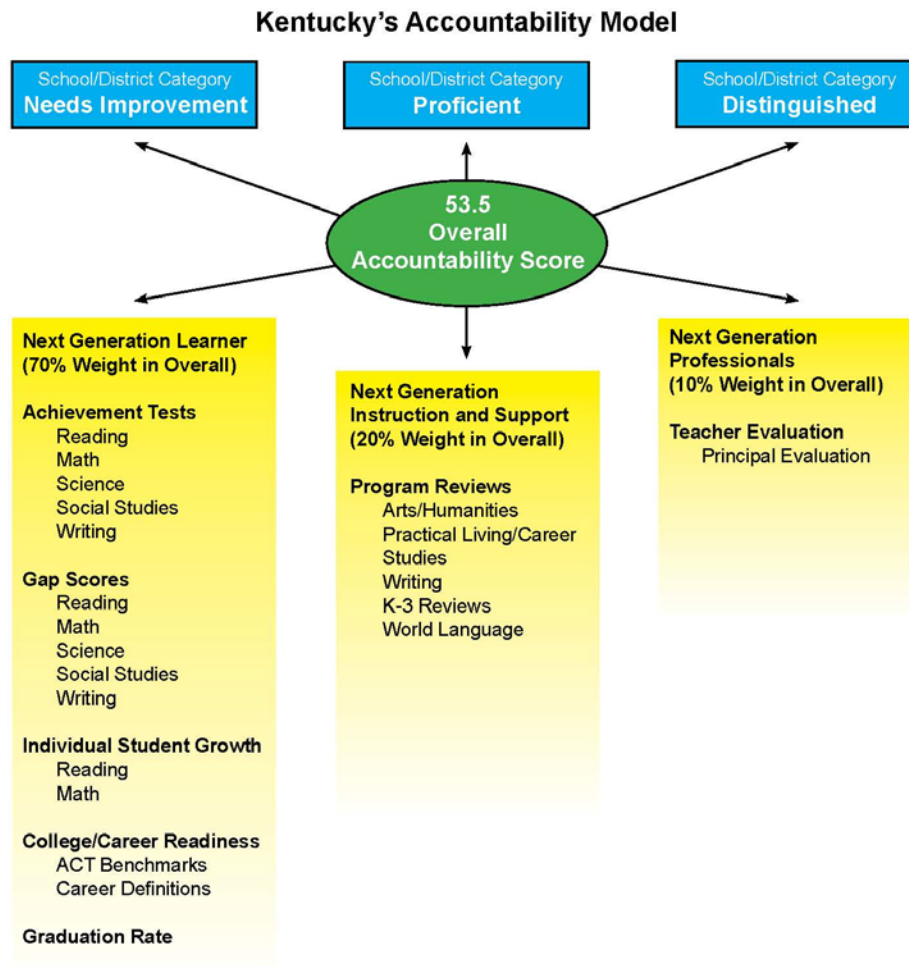 Kentucky's Accountability Model
School/District Category
Needs Improvement
School/District Category
Proficient
School/District Category
Distinguished
53.5
Overall
Accountability Score
Next Generation Learner
(70% Weight in Overall)
Achievement Tests
Reading
Math
Science
Social Studies
Writing
Gap Scores
Reading
Math
Science
Social Studies
Writing
Individual Student Growth
Reading
Math
College/Career Readiness
ACT Benchmarks
Career Definitions
Graduation Rate
Next Generation
Instruction and Support
(20% Weight in Overall)
Program Reviews
Arts/Humanities
Practical Living/Career
Studies
Writing
K-3 Reviews
World Language
Next Generation
Professionals
(10% Weight in Overall)
Teacher Evaluation
Principal Evaluation